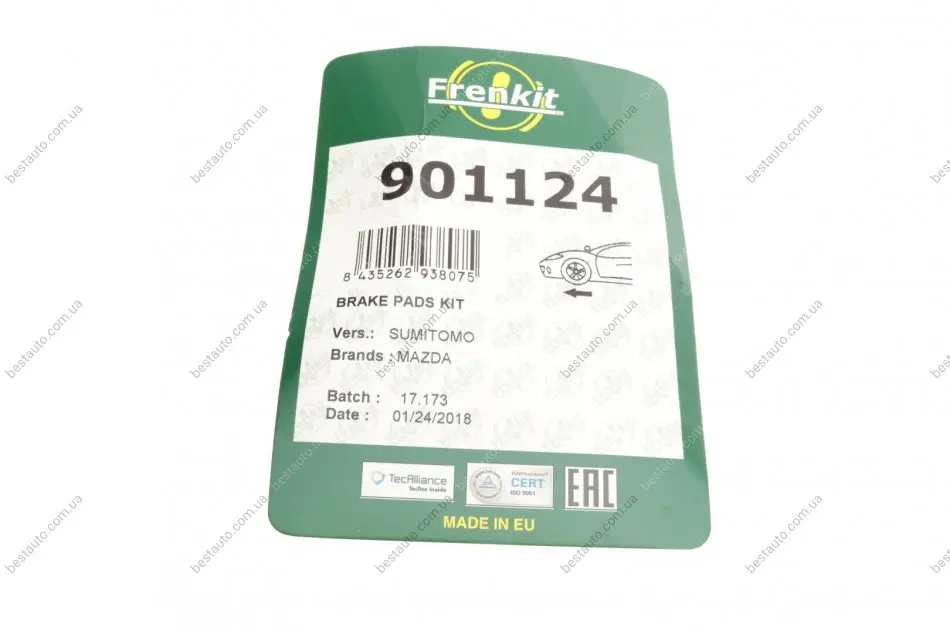 Frenkit
901124
8 435262 938075
BRAKE PADS KIT
Vers.: SUMITOMO
Brands : MAZDA
Batch : 17.173
Date : 01/24/2018
TecAlliance
TecDoc Inside
CERT
ISO 9001
EAC
MADE IN EU
bestauto.com.ua